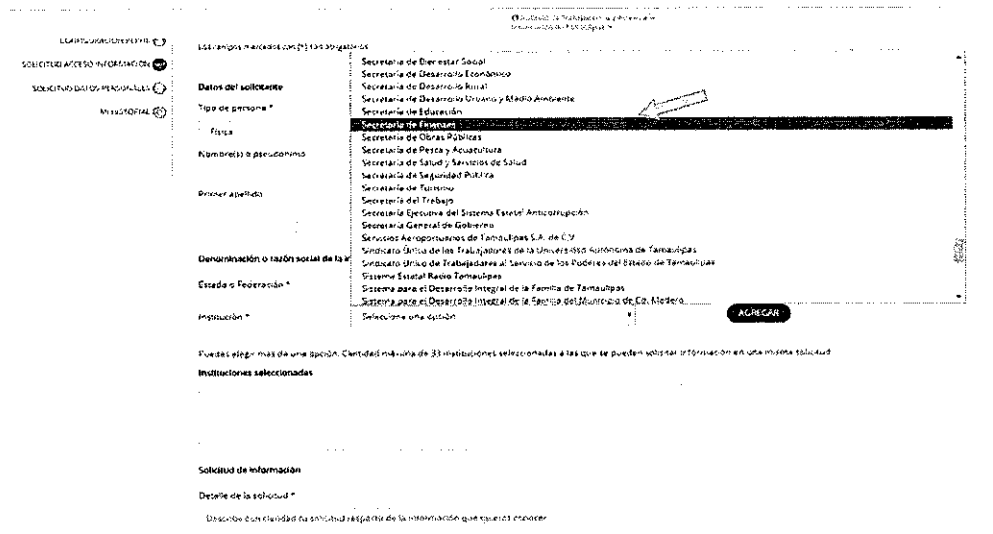 Los campos marcados con (*) son obligatorios
SOLICITUD ACCESO INFORMACIÓN
SOLICITUD DATOS PERSONALES
Datos del solicitante
Tipo de persona *
Física
Nombre(s) o pseudónimo
Primer apellido
Denominación o razón social de la
Estado o Federación *
Institución *
Secretaría de Bienestar Social
Secretaría de Desarrollo Económico
Secretaría de Desarrollo Rural
Secretaría de Desarrollo Urbano y Medio Ambiente
Secretaría de Educación
Secretaría de Finanzas
Secretaría de Obras Públicas
Secretaría de Pesca y Acuacultura
Secretaría de Salud y Servicios de Salud
Secretaría de Seguridad Pública
Secretaría de Turismo
Secretaría del Trabajo
Secretaría Ejecutiva del Sistema Estatal Anticorrupción
Secretaría General de Gobierno
Servicios Aeroportuarios de Tamaulipas S.A. de C.V
Sindicato Único de los Trabajadores de la Universidad Autónoma de Tamaulipas
Sindicato Único de Trabajadores al Servicio de los Poderes del Estado de Tamaulipas
Sistema Estatal Radio Tamaulipas
Sistema para el Desarrollo Integral de la Familia de Tamaulipas
Sistema para el Desarrollo Integral de la Familia del Municipio de Cd. Madero
Seleccione una opción
AGREGAR
Puedes elegir más de una opción. Cantidad máxima de 33 instituciones seleccionadas a las que se pueden solicitar información en una misma solicitud
Instituciones seleccionadas
Solicitud de información
Detalle de la solicitud *
Describe con claridad tu solicitud respecto de la información que quieres conocer